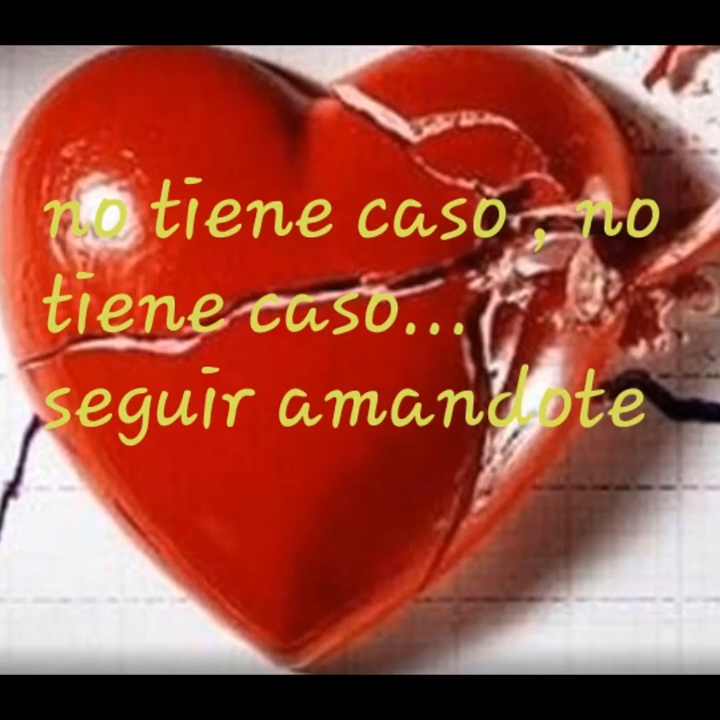 no tiene caso , no
tiene caso...
seguir amandote